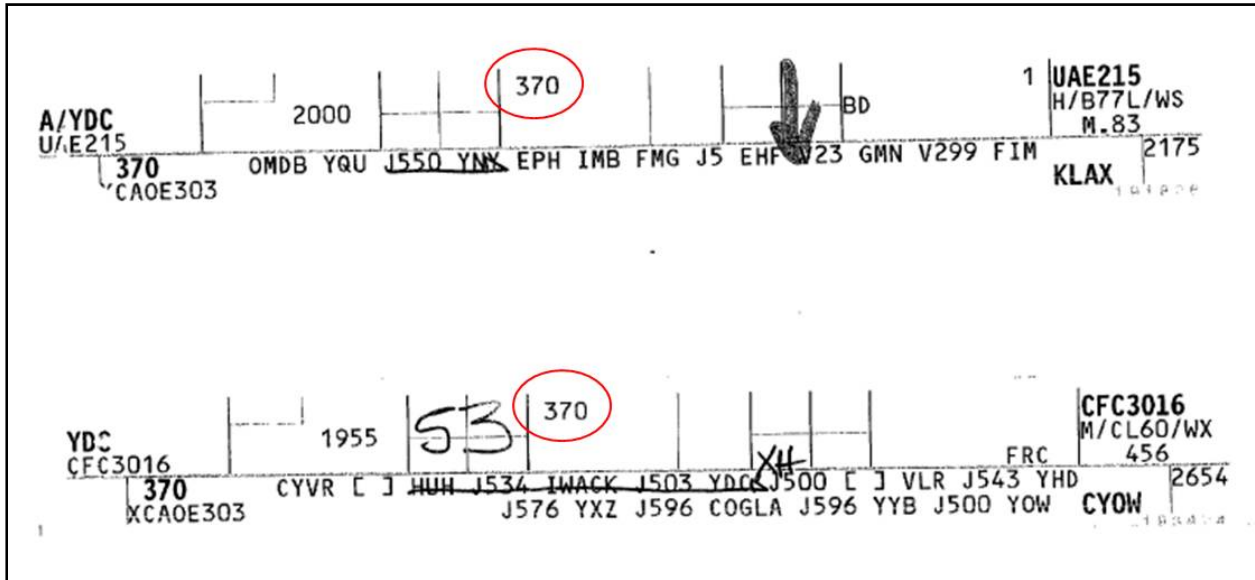 370 1 UAE215
A/YDC 2000 BD H/B77L/WS
UAE215 M.83
370 OMDB YQU J550 YNY EPH IMB FMG J5 EHF V23 GMN V299 FIM 2175
CAOE303 KLAX
370 CFC3016
YDC 1955 53 M/CL60/WX
CFC3016 XH FRC 456
370 CYVR [ ] HUH J534 IWACK J503 YDC J500 [ ] VLR J543 YHD 2654
XCAOE303 J576 YXZ J596 COGLA J596 YYB J500 YOW CYOW
1